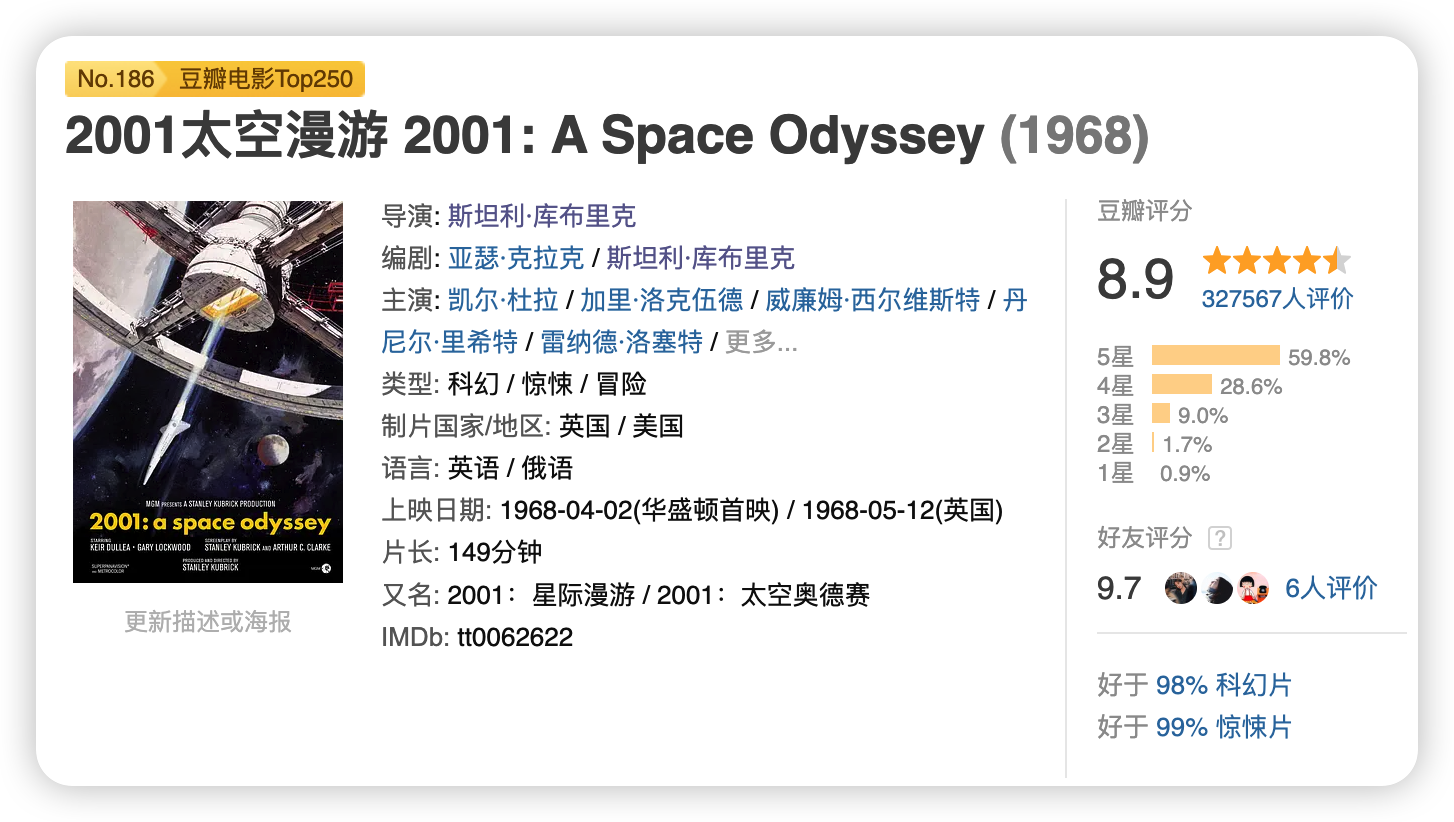 No.186 豆瓣电影Top250
2001太空漫游 2001: A Space Odyssey (1968)
MGM PRESENTS A STANLEY KUBRICK PRODUCTION
2001: a space odyssey
STARRING
KEIR DULLEA · GARY LOCKWOOD
SCREENPLAY BY
STANLEY KUBRICK AND ARTHUR C. CLARKE
PRODUCED AND DIRECTED BY
STANLEY KUBRICK
SUPER PANAVISION®
AND METROCOLOR
MGM
更新描述或海报
导演: 斯坦利·库布里克
编剧: 亚瑟·克拉克 / 斯坦利·库布里克
主演: 凯尔·杜拉 / 加里·洛克伍德 / 威廉姆·西尔维斯特 / 丹
尼尔·里希特 / 雷纳德·洛塞特 / 更多...
类型: 科幻 / 惊悚 / 冒险
制片国家/地区: 英国 / 美国
语言: 英语 / 俄语
上映日期: 1968-04-02(华盛顿首映) / 1968-05-12(英国)
片长: 149分钟
又名: 2001：星际漫游 / 2001：太空奥德赛
IMDb: tt0062622
豆瓣评分
8.9
327567人评价
5星 59.8%
4星 28.6%
3星 9.0%
2星 1.7%
1星 0.9%
好友评分 ?
9.7 6人评价
好于 98% 科幻片
好于 99% 惊悚片